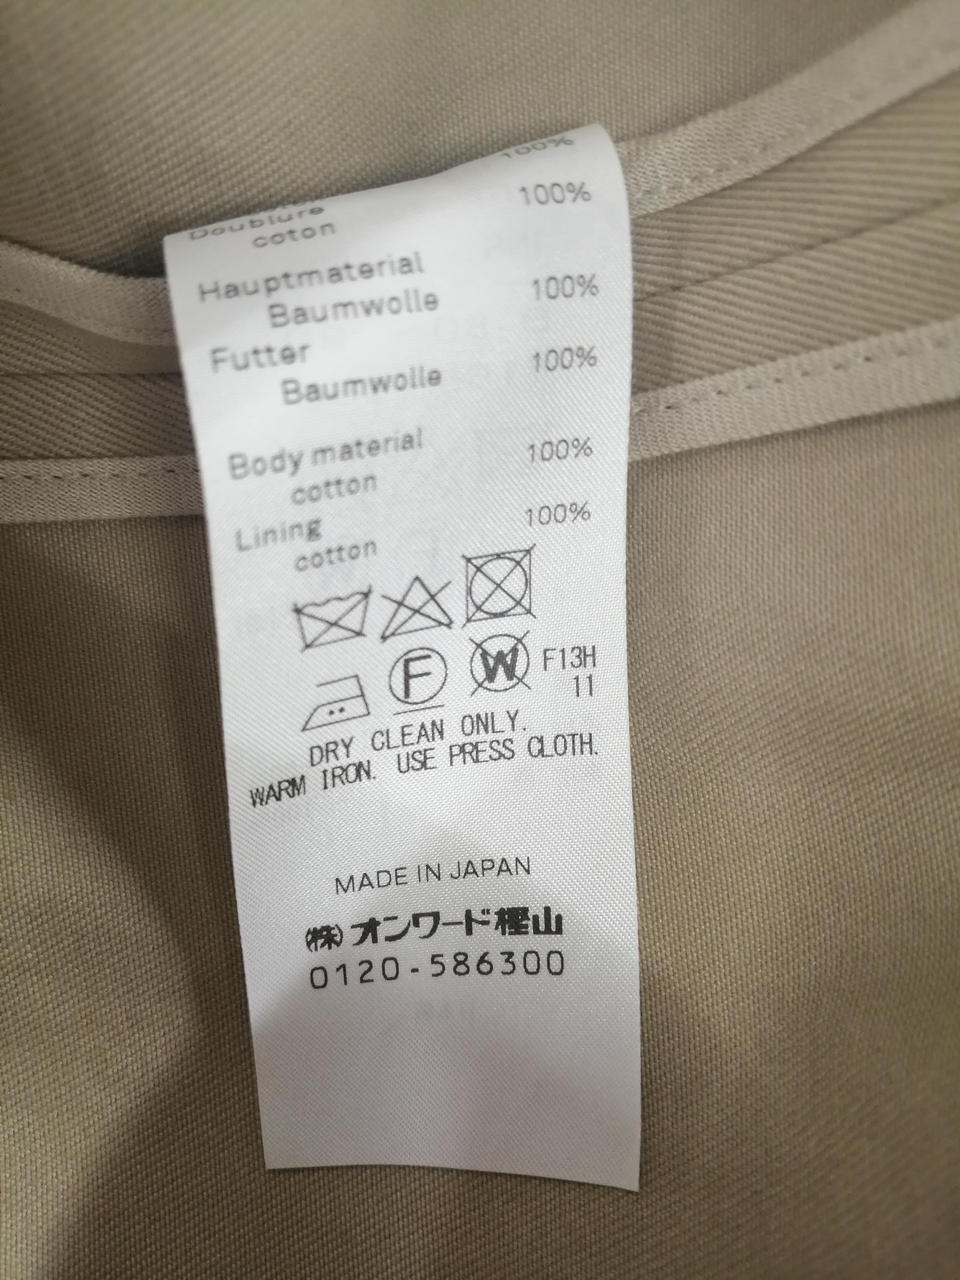 100%
Doublure
coton 100%
Hauptmaterial
Baumwolle 100%
Futter
Baumwolle 100%
Body material
cotton 100%
Lining
cotton 100%
F W F13H
11
DRY CLEAN ONLY.
WARM IRON. USE PRESS CLOTH.
MADE IN JAPAN
(株)オンワード樫山
0120-586300